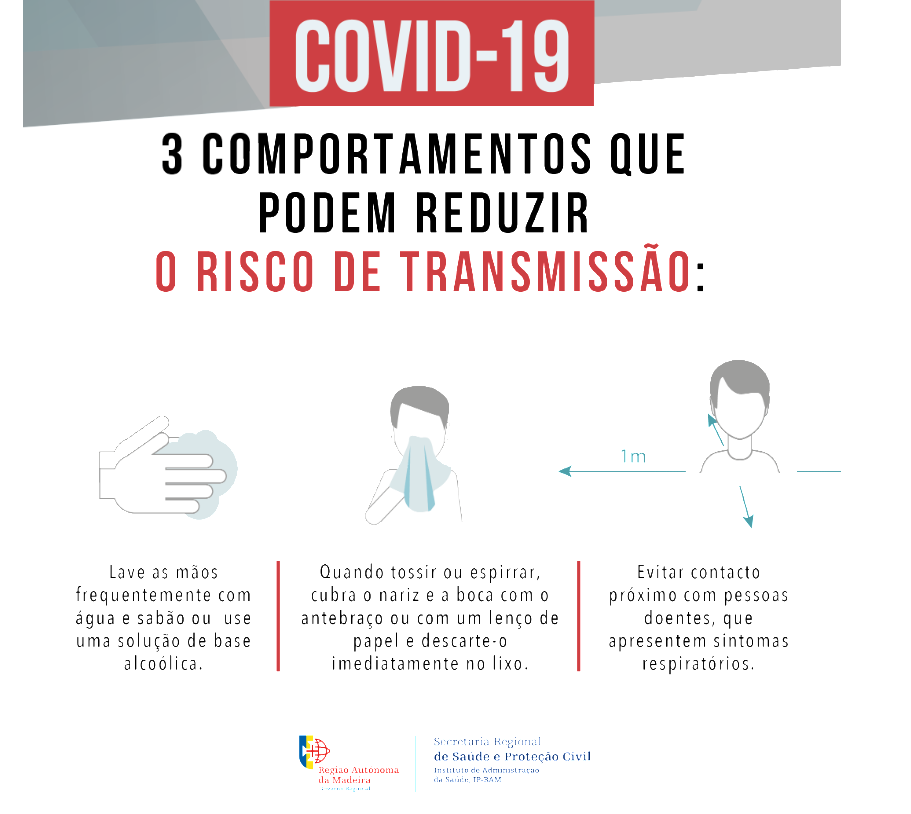 COVID-19
3 COMPORTAMENTOS QUE
PODEM REDUZIR
O RISCO DE TRANSMISSÃO:
1m
Lave as mãos
frequentemente com
água e sabão ou use
uma solução de base
alcoólica.
Quando tossir ou espirrar,
cubra o nariz e a boca com o
antebraço ou com um lenço de
papel e descarte-o
imediatamente no lixo.
Evitar contacto
próximo com pessoas
doentes, que
apresentem sintomas
respiratórios.
Região Autónoma
da Madeira
Governo Regional
Secretaria Regional
de Saúde e Proteção Civil
Instituto de Administração
da Saúde, IP-RAM